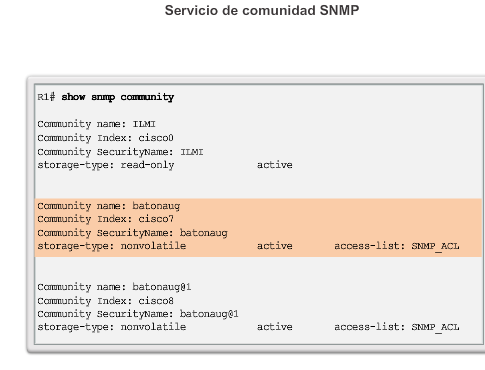 Servicio de comunidad SNMP
R1# show snmp community
Community name: ILMI
Community Index: cisco0
Community SecurityName: ILMI
storage-type: read-only active
Community name: batonaug
Community Index: cisco7
Community SecurityName: batonaug
storage-type: nonvolatile active access-list: SNMP_ACL
Community name: batonaug@1
Community Index: cisco8
Community SecurityName: batonaug@1
storage-type: nonvolatile active access-list: SNMP_ACL